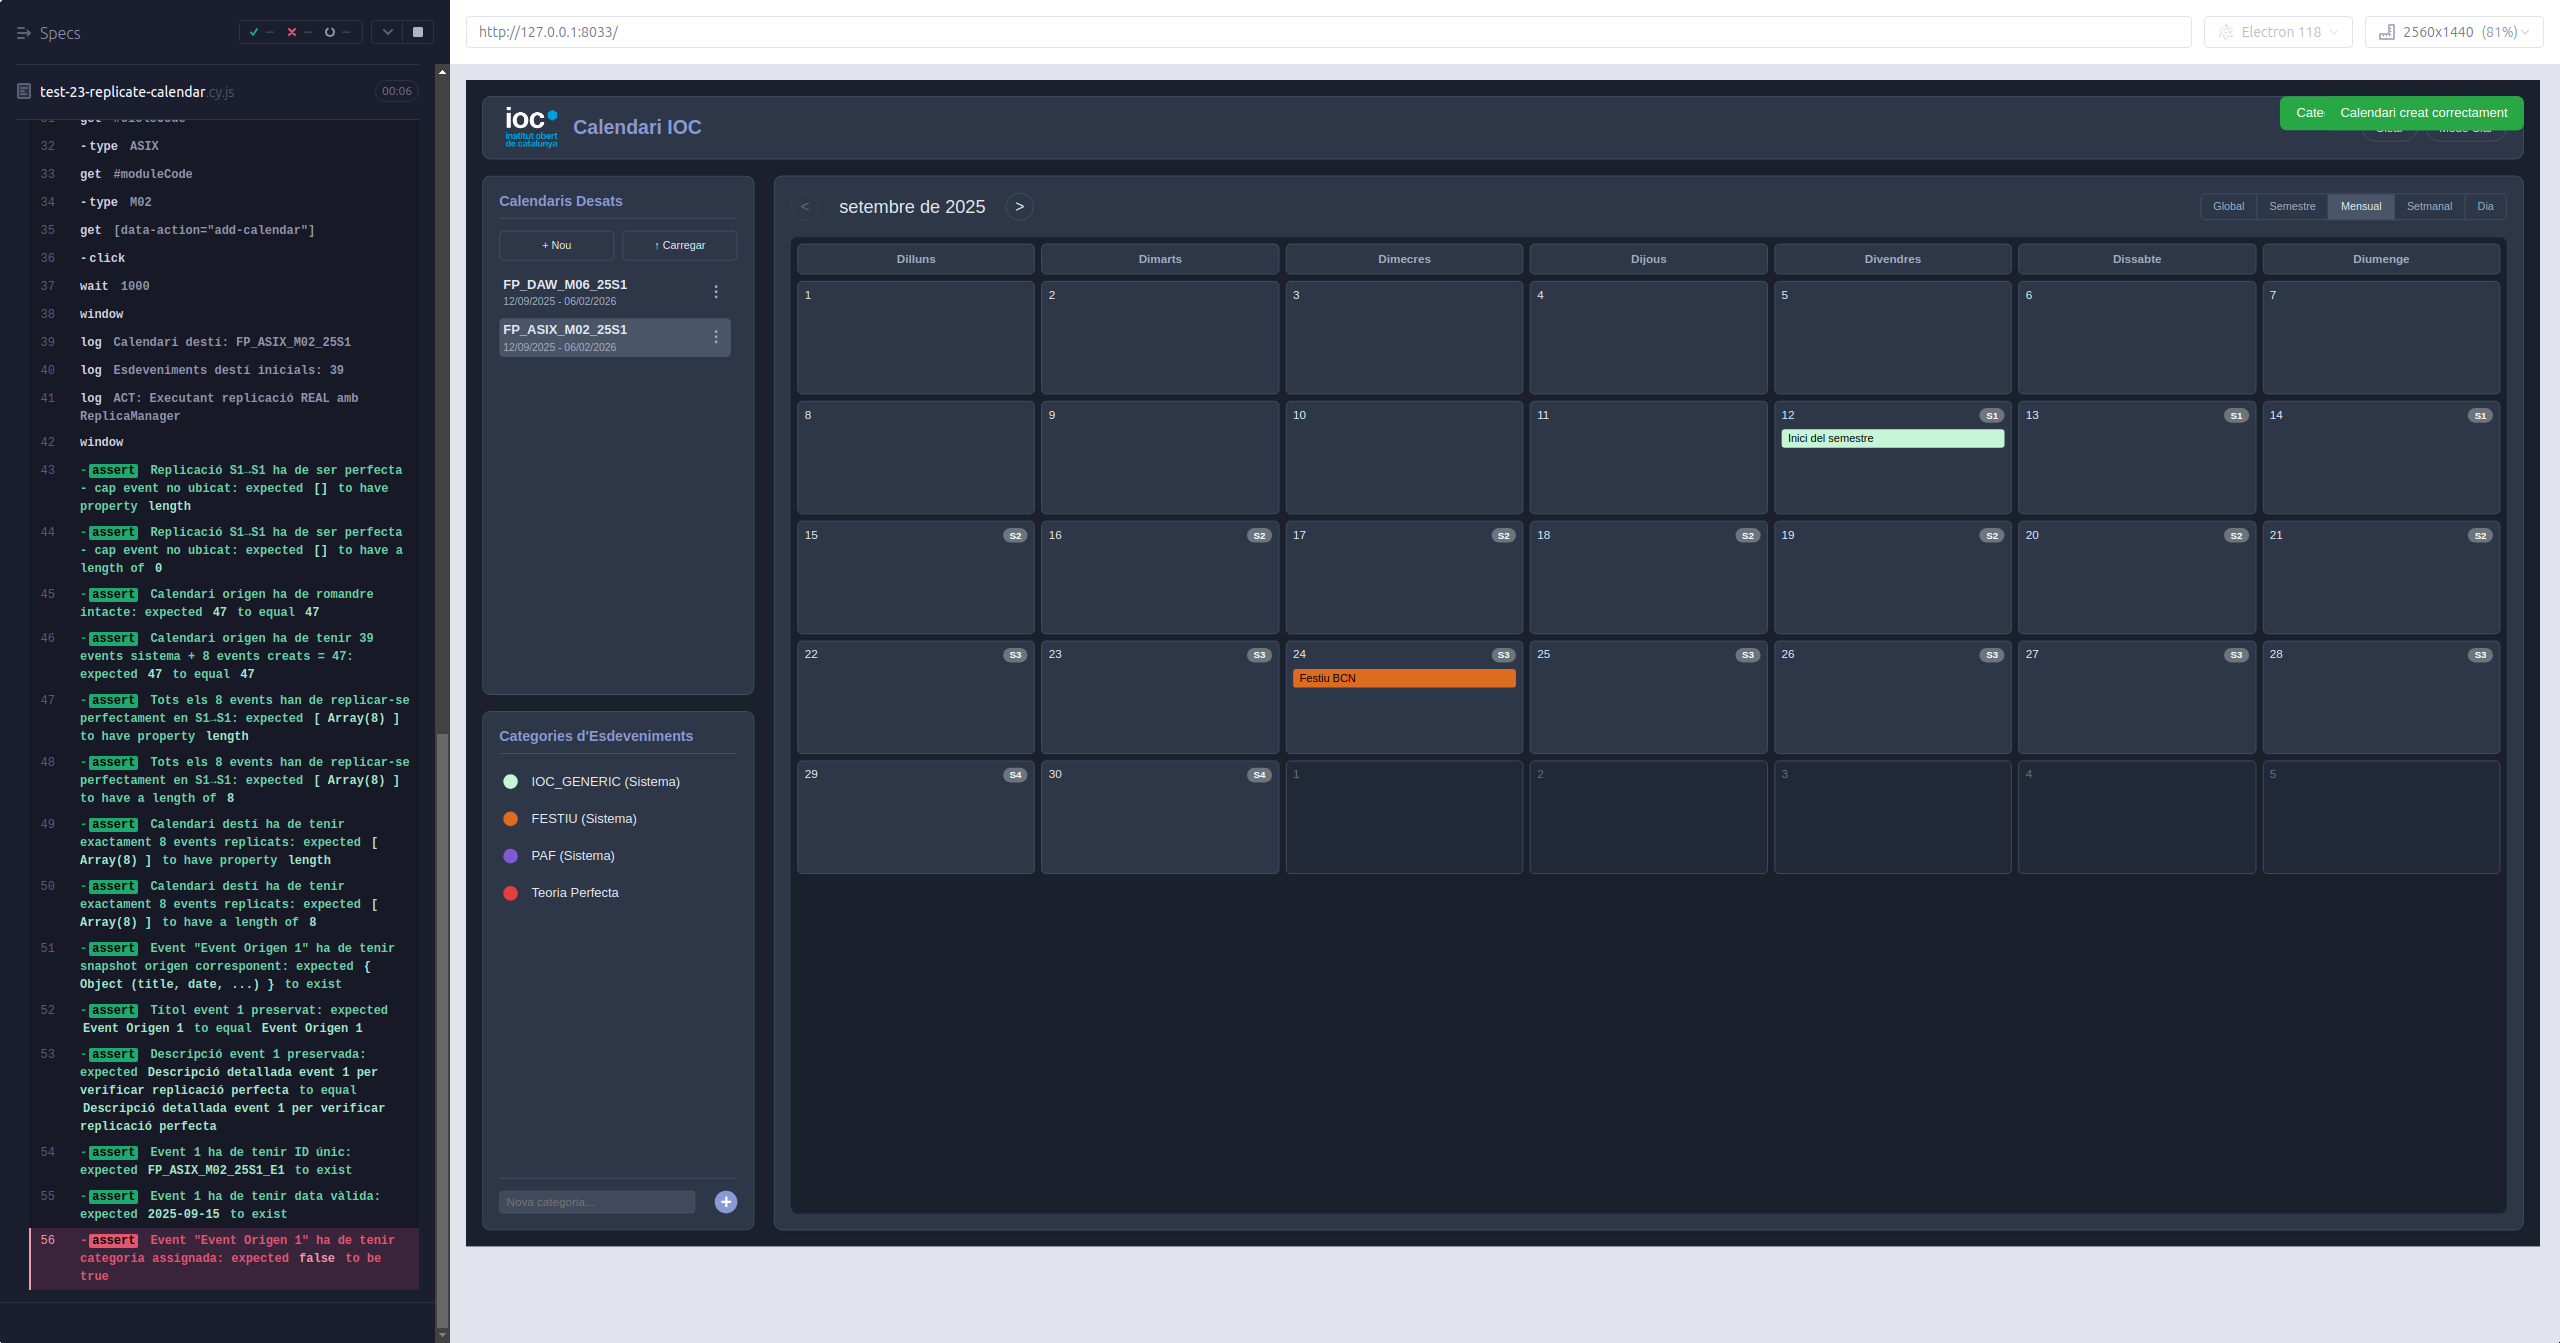 Specs
-- -- --
test-23-replicate-calendar.cy.js
00:06
32 -type ASIX
33 get #moduleCode
34 -type M02
35 get [data-action="add-calendar"]
36 -click
37 wait 1000
38 window
39 log Calendari destí: FP_ASIX_M02_25S1
40 log Esdeveniments destí inicials: 39
41 log ACT: Executant replicació REAL amb
ReplicaManager
42 window
43 -assert Replicació S1→S1 ha de ser perfecta
- cap event no ubicat: expected [] to have
property length
44 -assert Replicació S1→S1 ha de ser perfecta
- cap event no ubicat: expected [] to have a
length of 0
45 -assert Calendari origen ha de romandre
intacte: expected 47 to equal 47
46 -assert Calendari origen ha de tenir 39
events sistema + 8 events creats = 47:
expected 47 to equal 47
47 -assert Tots els 8 events han de replicar-se
perfectament en S1→S1: expected [ Array(8) ]
to have property length
48 -assert Tots els 8 events han de replicar-se
perfectament en S1→S1: expected [ Array(8) ]
to have a length of 8
49 -assert Calendari destí ha de tenir
exactament 8 events replicats: expected [
Array(8) ] to have property length
50 -assert Calendari destí ha de tenir
exactament 8 events replicats: expected [
Array(8) ] to have a length of 8
51 -assert Event "Event Origen 1" ha de tenir
snapshot origen corresponent: expected {
Object (title, date, ...) } to exist
52 -assert Títol event 1 preservat: expected
Event Origen 1 to equal Event Origen 1
53 -assert Descripció event 1 preservada:
expected Descripció detallada event 1 per
verificar replicació perfecta to equal
Descripció detallada event 1 per verificar
replicació perfecta
54 -assert Event 1 ha de tenir ID únic:
expected FP_ASIX_M02_25S1_E1 to exist
55 -assert Event 1 ha de tenir data vàlida:
expected 2025-09-15 to exist
56 -assert Event "Event Origen 1" ha de tenir
categoria assignada: expected false to be
true
http://127.0.0.1:8033/
Electron 118
2560x1440 (81%)
ioc
institut obert
de catalunya
Calendari IOC
Cate
Calendari creat correctament
Calendaris Desats
+ Nou
↑ Carregar
FP_DAW_M06_25S1
12/09/2025 - 06/02/2026
FP_ASIX_M02_25S1
12/09/2025 - 06/02/2026
Categories d'Esdeveniments
IOC_GENERIC (Sistema)
FESTIU (Sistema)
PAF (Sistema)
Teoria Perfecta
Nova categoria...
+
< setembre de 2025 >
Global Semestre Mensual Setmanal Dia
Dilluns Dimarts Dimecres Dijous Divendres Dissabte Diumenge
1 2 3 4 5 6 7
8 9 10 11 12 S1 13 S1 14 S1
Inici del semestre
15 S2 16 S2 17 S2 18 S2 19 S2 20 S2 21 S2
22 S3 23 S3 24 S3 25 S3 26 S3 27 S3 28 S3
Festiu BCN
29 S4 30 S4 1 2 3 4 5